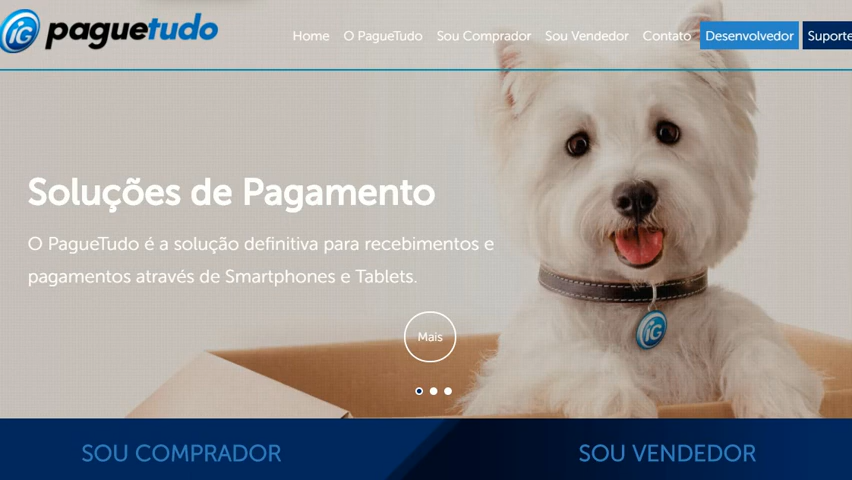 iG paguetudo
Home O PagueTudo Sou Comprador Sou Vendedor Contato Desenvolvedor Suporte
Soluções de Pagamento
O PagueTudo é a solução definitiva para recebimentos e
pagamentos através de Smartphones e Tablets.
Mais
iG
SOU COMPRADOR SOU VENDEDOR